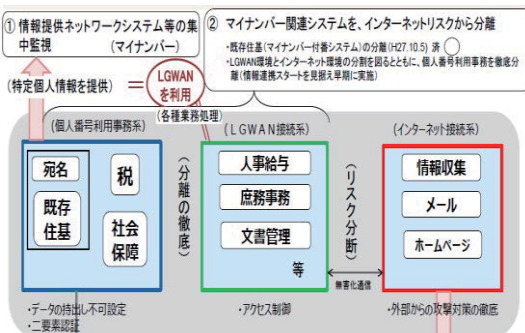 ① 情報提供ネットワークシステム等の集
中監視　　(マイナンバー)
② マイナンバー関連システムを、インターネットリスクから分離
・既存住基(マイナンバー付番システム)の分離(H27.10.5) 済
・LGWAN環境とインターネット環境の分割を図るとともに、個人番号利用事務を徹底分
離(情報連携スタートを見据え早期に実施)
(特定個人情報を提供)
＝
LGWAN
を利用
(各種業務処理)
(個人番号利用事務系)
宛名
既存
住基
税
社会
保障
・データの持出し不可設定
・二要素認証
(分離の徹底)
(LGWAN接続系)
人事給与
庶務事務
文書管理
等
・アクセス制御
(リスク分断)
無害化通信
(インターネット接続系)
情報収集
メール
ホームページ
・外部からの攻撃対策の徹底